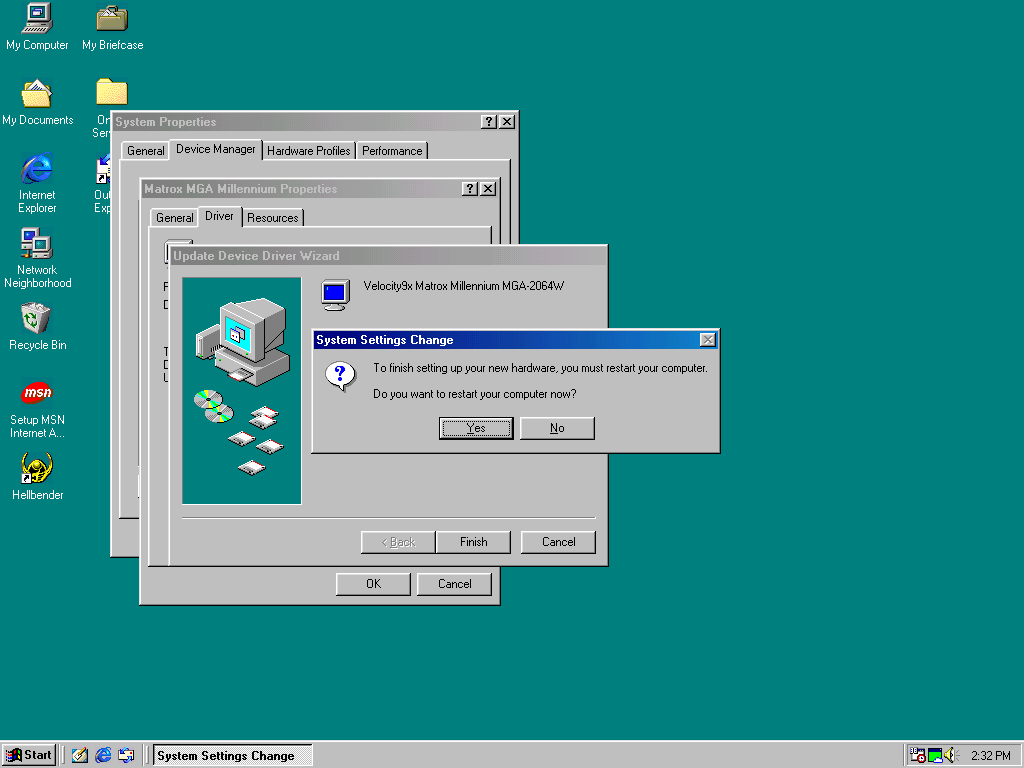 My Computer
My Briefcase
My Documents
Internet
Explorer
Network
Neighborhood
Recycle Bin
msn
Setup MSN
Internet A...
Hellbender
System Properties
General
Device Manager
Hardware Profiles
Performance
Matrox MGA Millennium Properties
General
Driver
Resources
Update Device Driver Wizard
Velocity9x Matrox Millennium MGA-2064W
System Settings Change
To finish setting up your new hardware, you must restart your computer.
Do you want to restart your computer now?
Yes
No
< Back
Finish
Cancel
OK
Cancel
Start
System Settings Change
2:32 PM